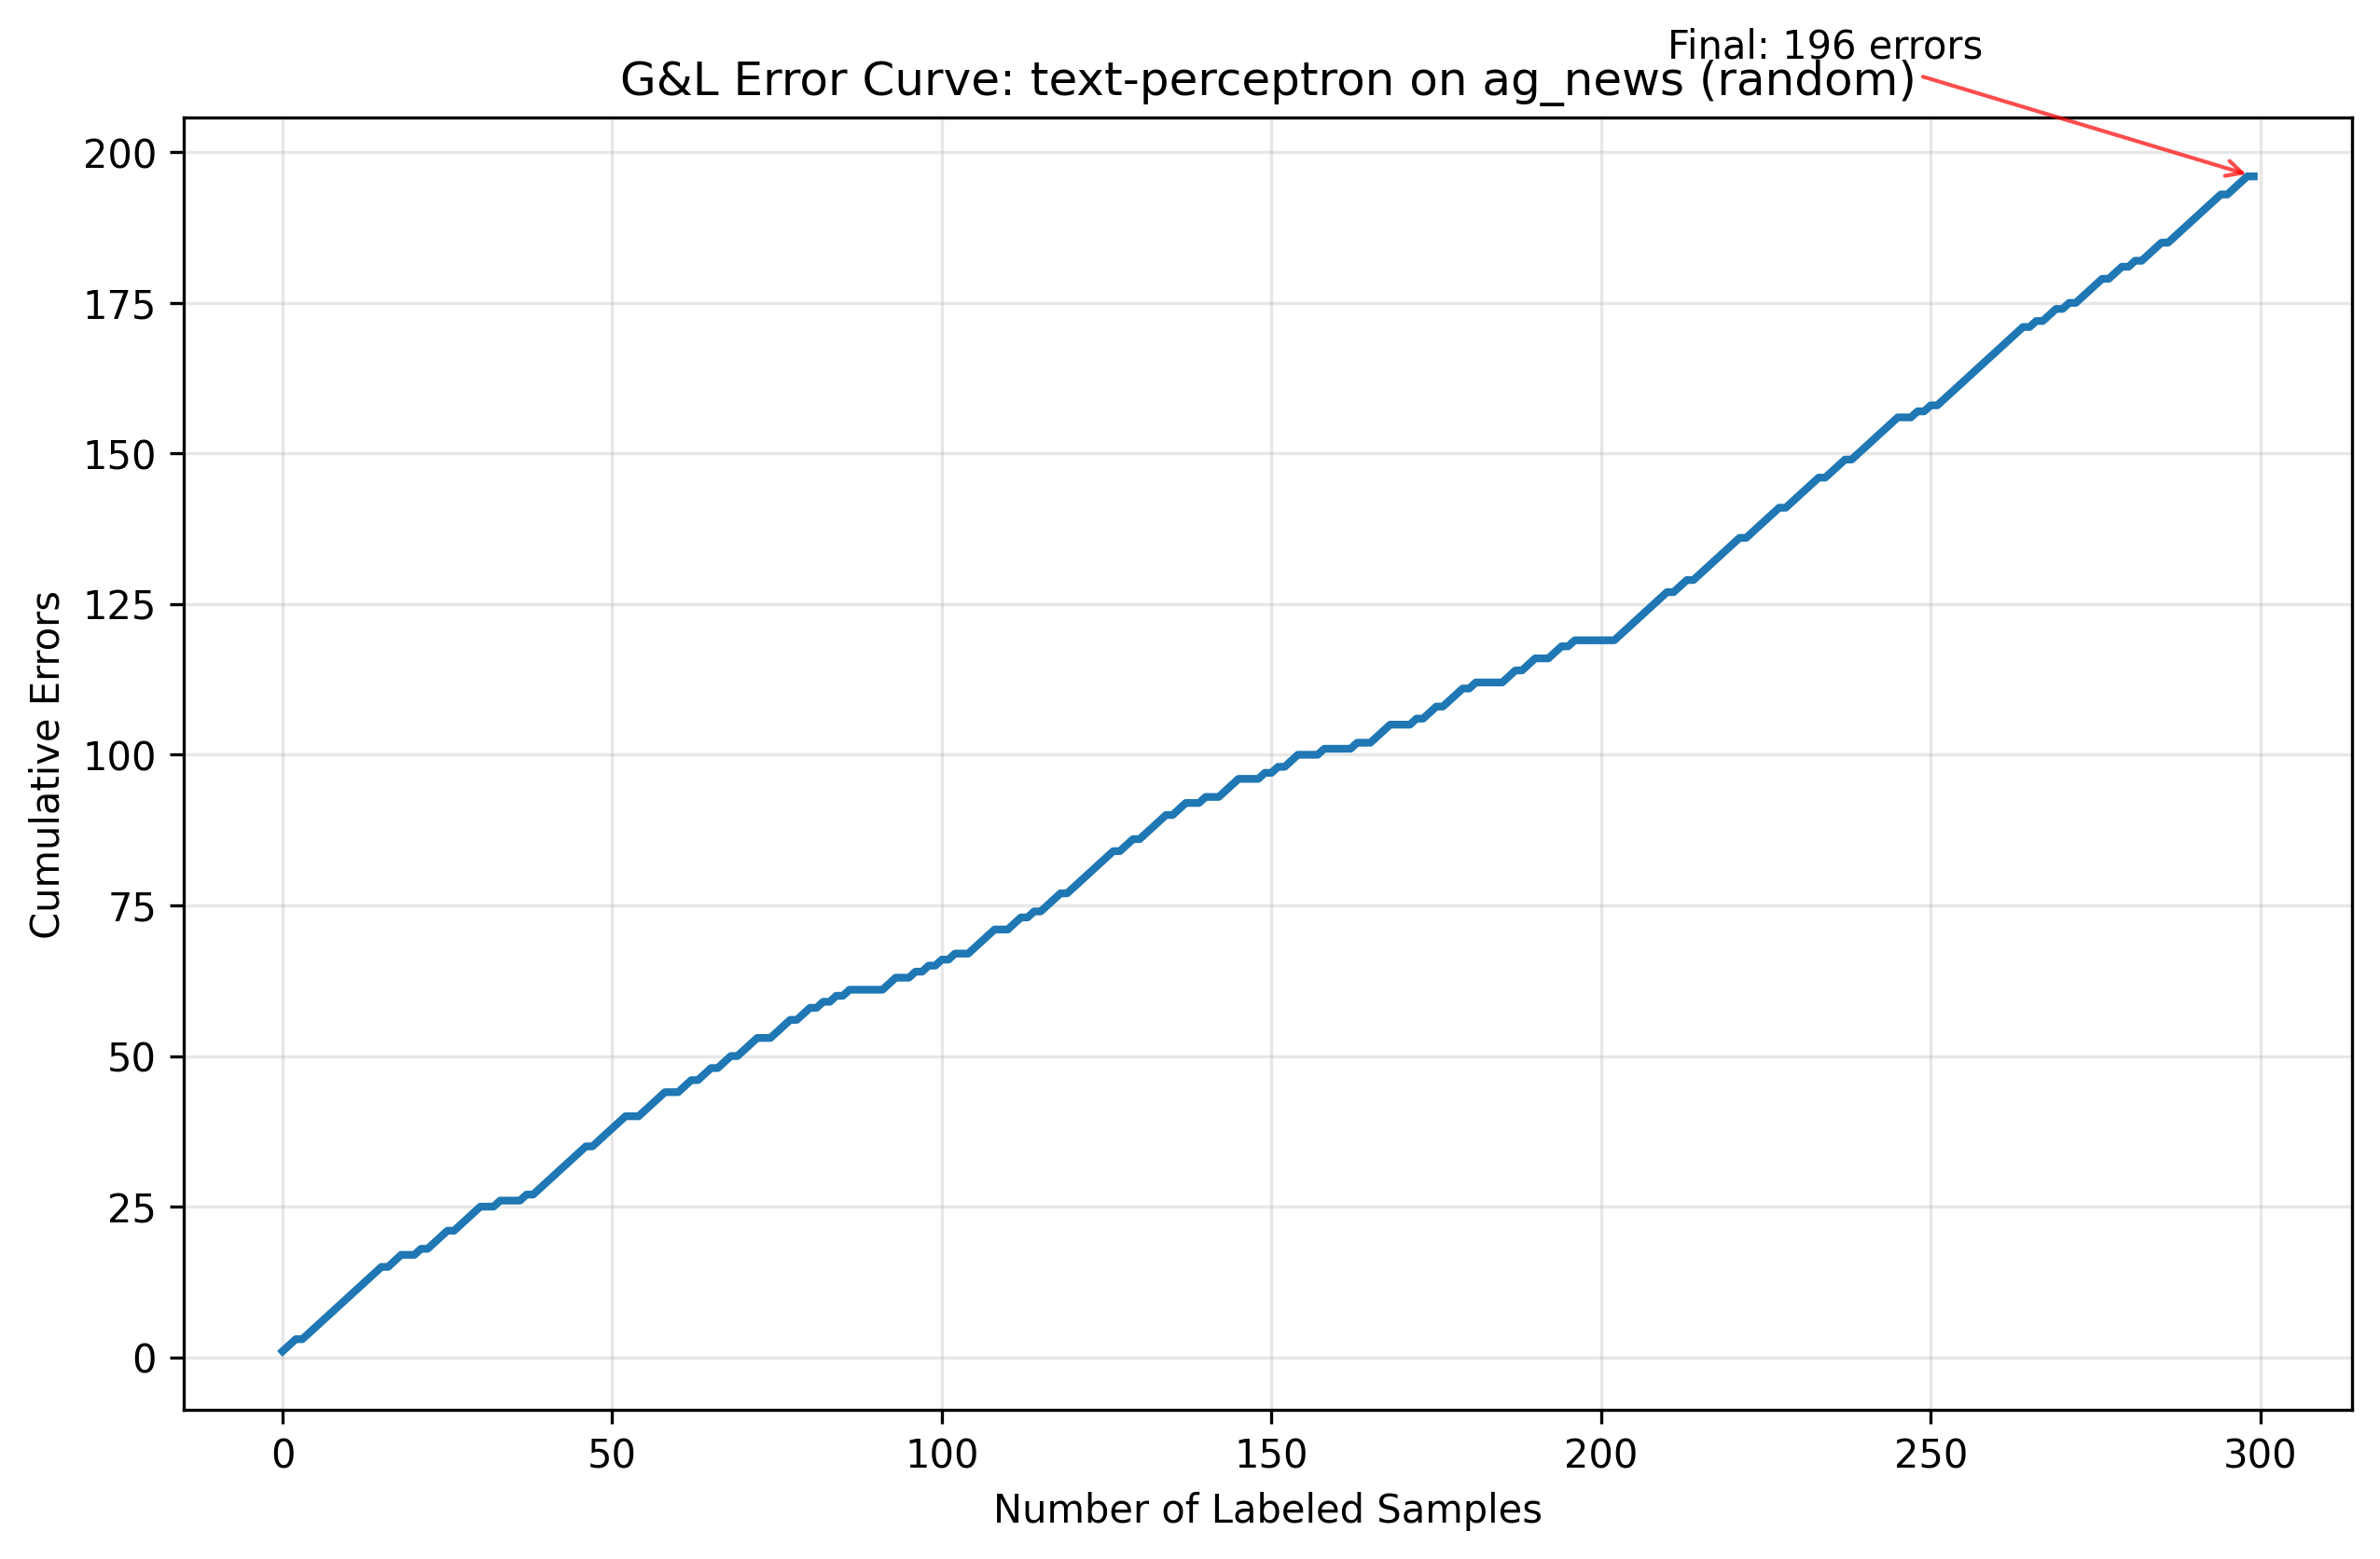 Final: 196 errors
G&L Error Curve: text-perceptron on ag_news (random)
200
175
150
125
100
75
50
25
0
Cumulative Errors
0 50 100 150 200 250 300
Number of Labeled Samples